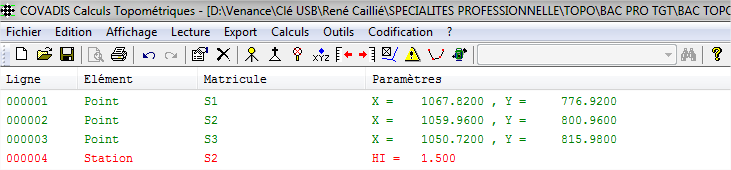 COVADIS Calculs Topométriques - [D:\Venance\Clé USB\René Caillié\SPECIALITES PROFESSIONNELLE\TOPO\BAC PRO TGT\BAC TOPO
Fichier Edition Affichage Lecture Export Calculs Outils Codification ?
XYZ
Ligne Elément Matricule Paramètres
000001 Point S1 X = 1067.8200 , Y = 776.9200
000002 Point S2 X = 1059.9600 , Y = 800.9600
000003 Point S3 X = 1050.7200 , Y = 815.9800
000004 Station S2 HI = 1.500